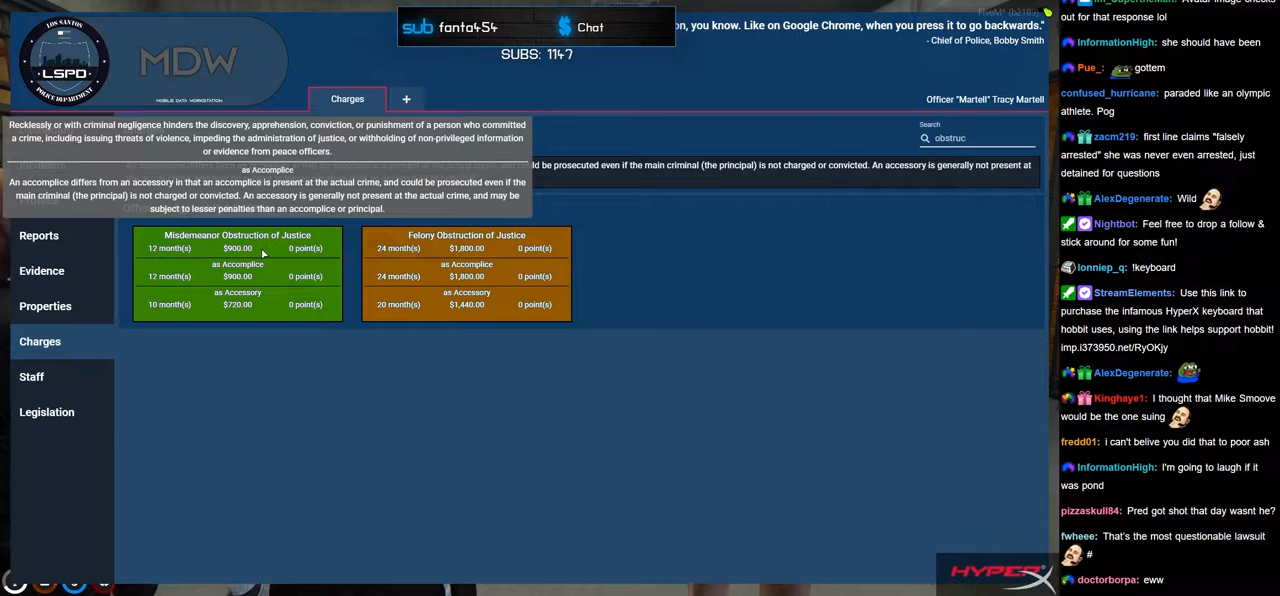 LOS SANTOS
LSPD
POLICE DEPARTMENT
MDW
MOBILE DATA WORKSTATION
sub fanta454
Chat
SUBS: 1147
FiveM* (b2189)
on, you know. Like on Google Chrome, when you press it to go backwards."
- Chief of Police, Bobby Smith
Charges
+
Officer "Martell" Tracy Martell
Recklessly or with criminal negligence hinders the discovery, apprehension, conviction, or punishment of a person who committed
a crime, including issuing threats of violence, impeding the administration of justice, or withholding of non-privileged information
or evidence from peace officers.
as Accomplice
An accomplice differs from an accessory in that an accomplice is present at the actual crime, and could be prosecuted even if the
main criminal (the principal) is not charged or convicted. An accessory is generally not present at the actual crime, and may be
subject to lesser penalties than an accomplice or principal.
Search
obstruc
ld be prosecuted even if the main criminal (the principal) is not charged or convicted. An accessory is generally not present at
Reports
Evidence
Properties
Charges
Staff
Legislation
Misdemeanor Obstruction of Justice
12 month(s) $900.00 0 point(s)
as Accomplice
12 month(s) $900.00 0 point(s)
as Accessory
10 month(s) $720.00 0 point(s)
Felony Obstruction of Justice
24 month(s) $1,800.00 0 point(s)
as Accomplice
24 month(s) $1,800.00 0 point(s)
as Accessory
20 month(s) $1,440.00 0 point(s)
HYPERX
out for that response lol
InformationHigh: she should have been
Pue_: gottem
confused_hurricane: paraded like an olympic
athlete. Pog
zacm219: first line claims "falsely
arrested" she was never even arrested, just
detained for questions
AlexDegenerate: Wild
Nightbot: Feel free to drop a follow &
stick around for some fun!
lonniep_q: !keyboard
StreamElements: Use this link to
purchase the infamous HyperX keyboard that
hobbit uses, using the link helps support hobbit!
imp.i373950.net/RyOKjy
AlexDegenerate:
Kinghaye1: I thought that Mike Smoove
would be the one suing
fredd01: i can't belive you did that to poor ash
InformationHigh: I'm going to laugh if it
was pond
pizzaskull84: Pred got shot that day wasnt he?
fwheee: That's the most questionable lawsuit
#
doctorborpa: eww